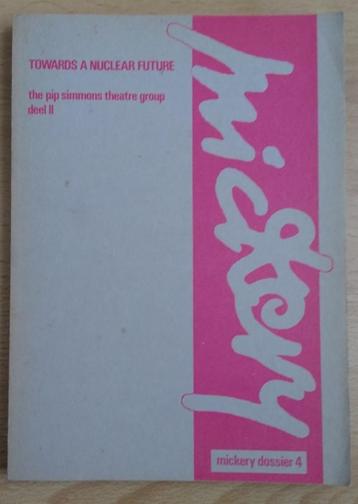 TOWARDS A NUCLEAR FUTURE
the pip simmons theatre group
deel II
mickery
mickery dossier 4